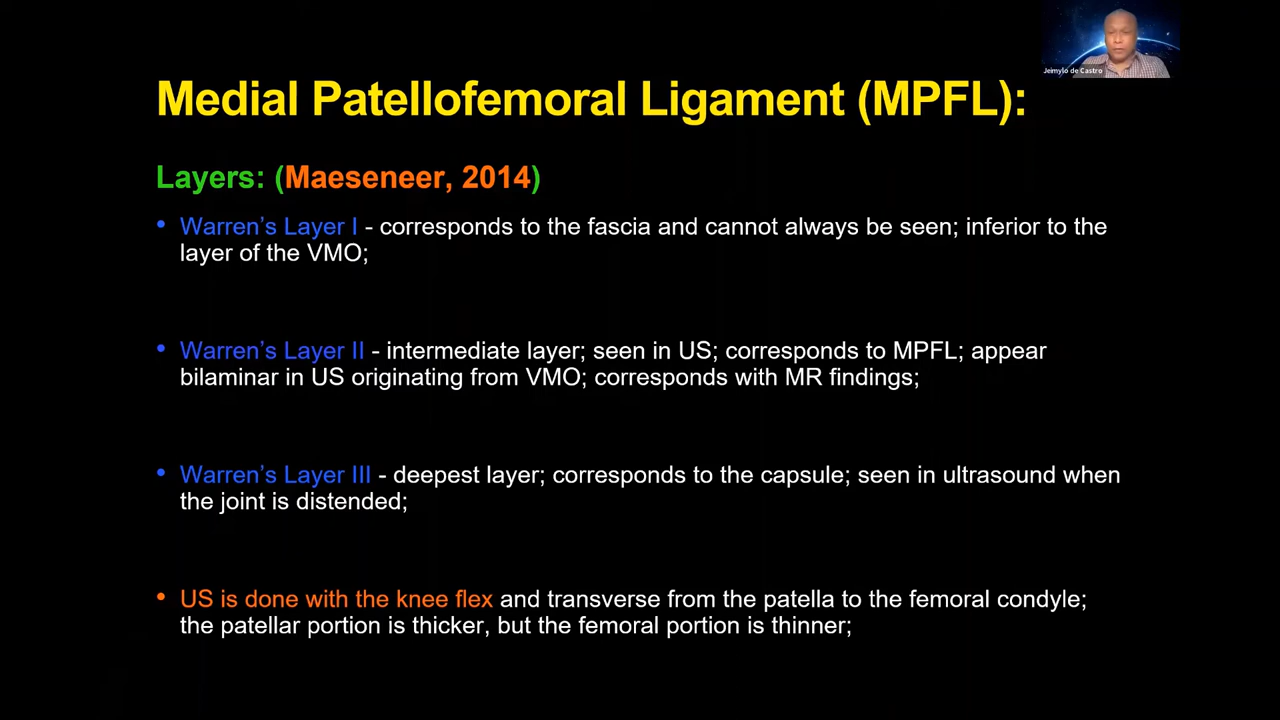 Jeimylo de Castro
Medial Patellofemoral Ligament (MPFL):
Layers: (Maeseneer, 2014)
• Warren's Layer I - corresponds to the fascia and cannot always be seen; inferior to the
layer of the VMO;
• Warren's Layer II - intermediate layer; seen in US; corresponds to MPFL; appear
bilaminar in US originating from VMO; corresponds with MR findings;
• Warren's Layer III - deepest layer; corresponds to the capsule; seen in ultrasound when
the joint is distended;
• US is done with the knee flex and transverse from the patella to the femoral condyle;
the patellar portion is thicker, but the femoral portion is thinner;